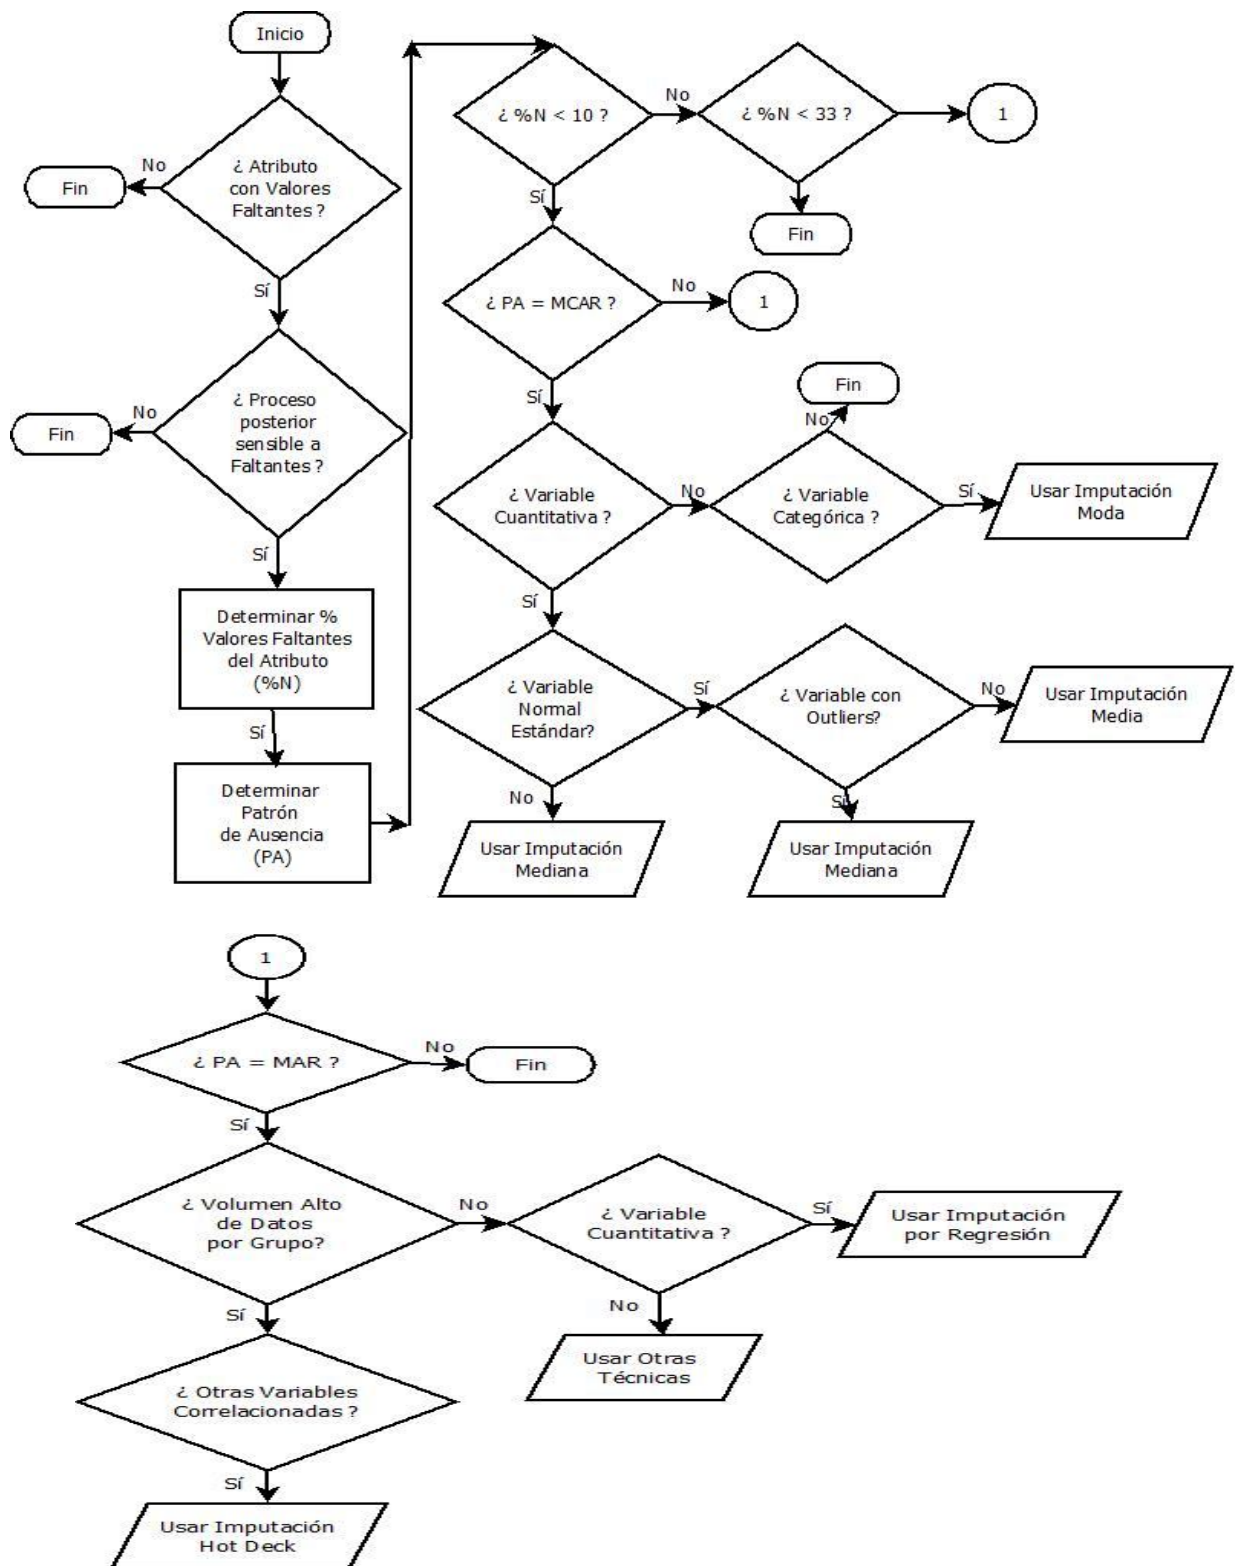 Inicio
¿ Atributo
con Valores
Faltantes ?
No
Fin
Sí
¿ Proceso
posterior
sensible a
Faltantes ?
No
Fin
Sí
Determinar %
Valores Faltantes
del Atributo
(%N)
Sí
Determinar
Patrón
de Ausencia
(PA)
¿ %N < 10 ?
No
¿ %N < 33 ?
1
Fin
Sí
¿ PA = MCAR ?
No
1
Sí
¿ Variable
Cuantitativa ?
No
¿ Variable
Categórica ?
No
Fin
Sí
Usar Imputación
Moda
Sí
¿ Variable
Normal
Estándar?
Sí
¿ Variable con
Outliers?
No
Usar Imputación
Media
No
Usar Imputación
Mediana
Sí
Usar Imputación
Mediana
1
¿ PA = MAR ?
No
Fin
Sí
¿ Volumen Alto
de Datos
por Grupo?
No
¿ Variable
Cuantitativa ?
Sí
Usar Imputación
por Regresión
No
Usar Otras
Técnicas
Sí
¿ Otras Variables
Correlacionadas ?
Sí
Usar Imputación
Hot Deck